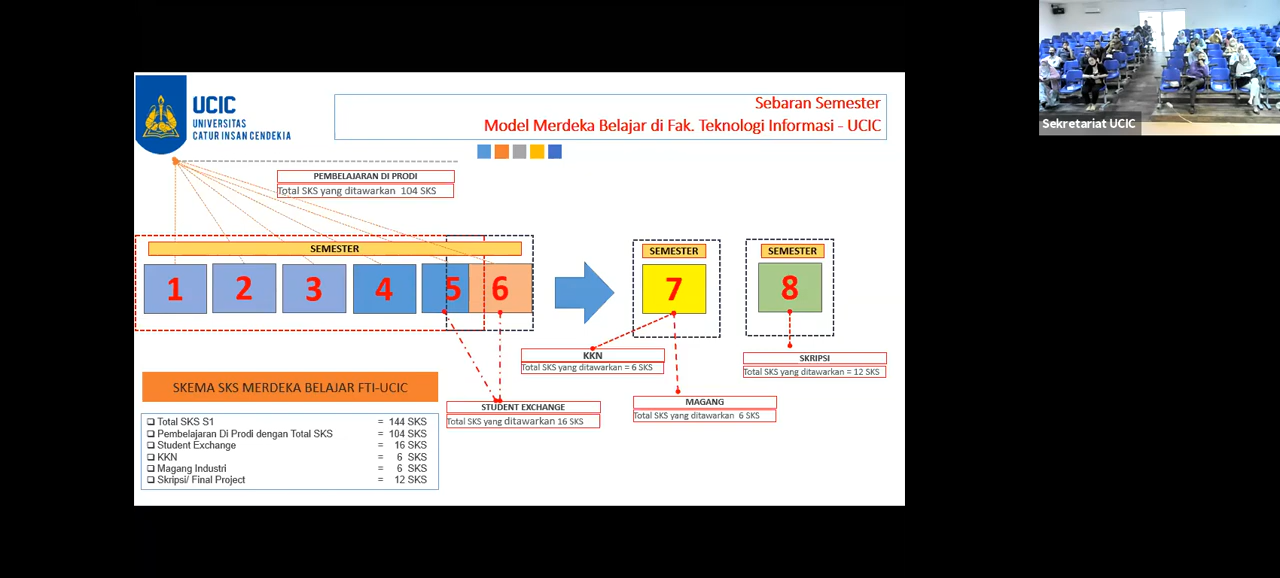 UCIC
UNIVERSITAS
CATUR INSAN CENDEKIA
Sebaran Semester
Model Merdeka Belajar di Fak. Teknologi Informasi - UCIC
Sekretariat UCIC
PEMBELAJARAN DI PRODI
Total SKS yang ditawarkan 104 SKS
SEMESTER
1 2 3 4 5 6
SEMESTER
7
SEMESTER
8
KKN
Total SKS yang ditawarkan = 6 SKS
SKRIPSI
Total SKS yang ditawarkan = 12 SKS
STUDENT EXCHANGE
Total SKS yang ditawarkan 16 SKS
MAGANG
Total SKS yang ditawarkan 6 SKS
SKEMA SKS MERDEKA BELAJAR FTI-UCIC
Total SKS S1 = 144 SKS
Pembelajaran Di Prodi dengan Total SKS = 104 SKS
Student Exchange = 16 SKS
KKN = 6 SKS
Magang Industri = 6 SKS
Skripsi/ Final Project = 12 SKS